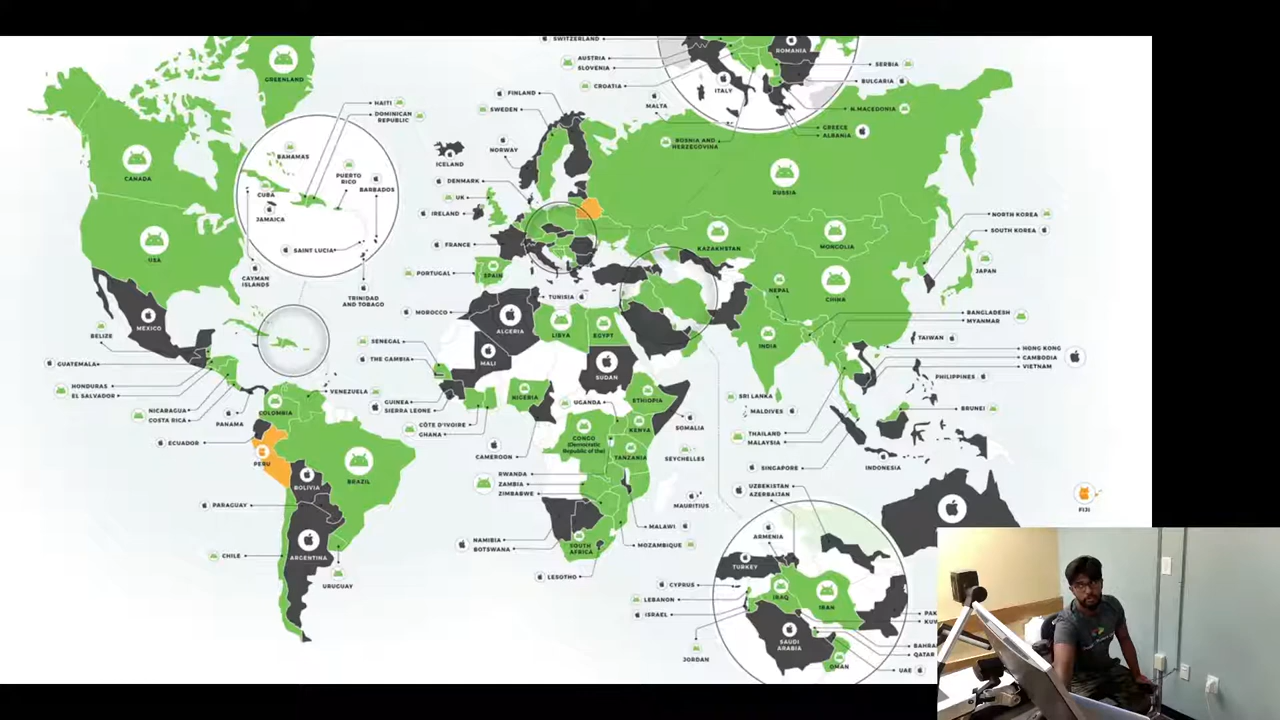 SWITZERLAND
AUSTRIA
SLOVENIA
CROATIA
ROMANIA
SERBIA
BULGARIA
ITALY
MALTA
N.MACEDONIA
GREECE
ALBANIA
BOSNIA AND
HERZEGOVINA
GREENLAND
HAITI
DOMINICAN
REPUBLIC
FINLAND
SWEDEN
NORWAY
ICELAND
DENMARK
UK
IRELAND
FRANCE
PORTUGAL
SPAIN
CANADA
USA
BAHAMAS
PUERTO
RICO
BARBADOS
CUBA
JAMAICA
SAINT LUCIA
CAYMAN
ISLANDS
TRINIDAD
AND TOBAGO
RUSSIA
KAZAKHSTAN
MONGOLIA
NORTH KOREA
SOUTH KOREA
JAPAN
CHINA
NEPAL
INDIA
BANGLADESH
MYANMAR
TAIWAN
HONG KONG
CAMBODIA
VIETNAM
PHILIPPINES
MEXICO
BELIZE
GUATEMALA
HONDURAS
EL SALVADOR
NICARAGUA
COSTA RICA
PANAMA
COLOMBIA
VENEZUELA
ECUADOR
PERU
BRAZIL
BOLIVIA
PARAGUAY
CHILE
ARGENTINA
URUGUAY
TUNISIA
MOROCCO
ALGERIA
LIBYA
EGYPT
SENEGAL
THE GAMBIA
MALI
SUDAN
GUINEA
SIERRA LEONE
CÔTE D'IVOIRE
GHANA
NIGERIA
UGANDA
ETHIOPIA
KENYA
SOMALIA
CAMEROON
CONGO
(Democratic
Republic of the)
TANZANIA
SEYCHELLES
RWANDA
ZAMBIA
ZIMBABWE
MAURITIUS
MALAWI
MOZAMBIQUE
NAMIBIA
BOTSWANA
SOUTH
AFRICA
LESOTHO
SRI LANKA
MALDIVES
THAILAND
MALAYSIA
SINGAPORE
BRUNEI
INDONESIA
FIJI
UZBEKISTAN
AZERBAIJAN
ARMENIA
TURKEY
CYPRUS
LEBANON
ISRAEL
JORDAN
IRAQ
IRAN
SAUDI
ARABIA
OMAN
PAK
KUW
BAHRA
QATAR
UAE